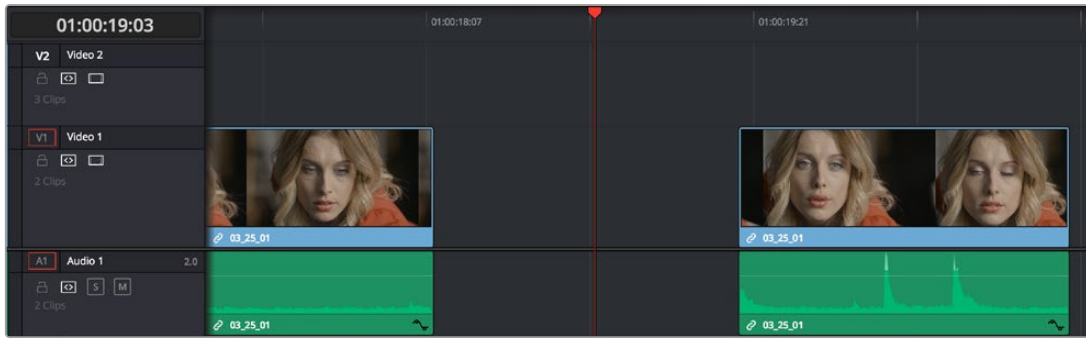 01:00:19:03
01:00:18:07
01:00:19:21
V2 Video 2
3 Clips
V1 Video 1
2 Clips
03_25_01
03_25_01
A1 Audio 1 2.0
S M
2 Clips
03_25_01
03_25_01